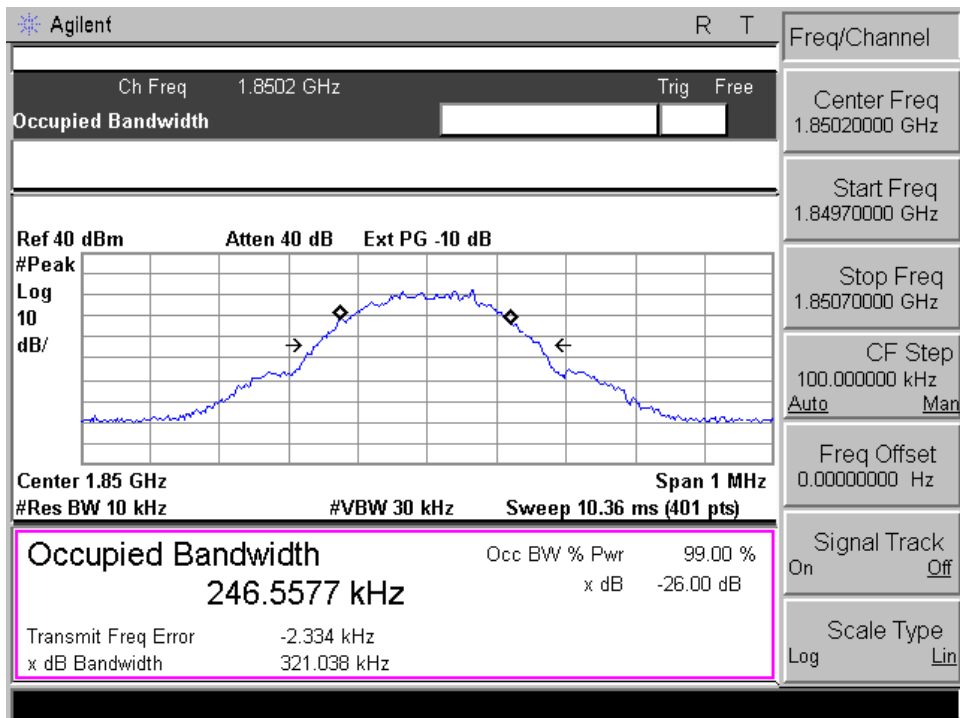 Agilent R T
Ch Freq 1.8502 GHz Trig Free
Occupied Bandwidth
Ref 40 dBm Atten 40 dB Ext PG -10 dB
#Peak
Log
10
dB/
Center 1.85 GHz Span 1 MHz
#Res BW 10 kHz #VBW 30 kHz Sweep 10.36 ms (401 pts)
Occupied Bandwidth
246.5577 kHz
Occ BW % Pwr 99.00 %
x dB -26.00 dB
Transmit Freq Error -2.334 kHz
x dB Bandwidth 321.038 kHz
Freq/Channel
Center Freq
1.85020000 GHz
Start Freq
1.84970000 GHz
Stop Freq
1.85070000 GHz
CF Step
100.000000 kHz
Auto Man
Freq Offset
0.00000000 Hz
Signal Track
On Off
Scale Type
Log Lin